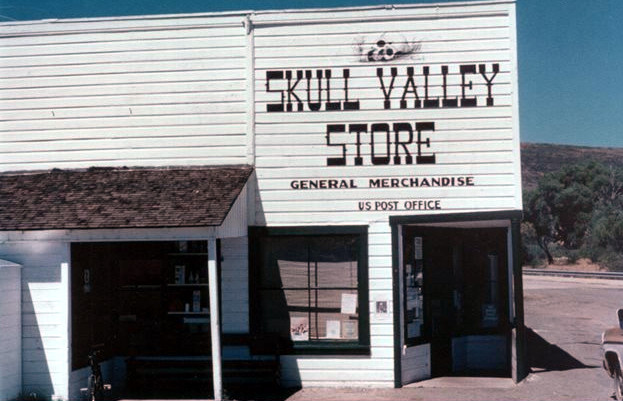 SKULL VALLEY
STORE
GENERAL MERCHANDISE
US POST OFFICE